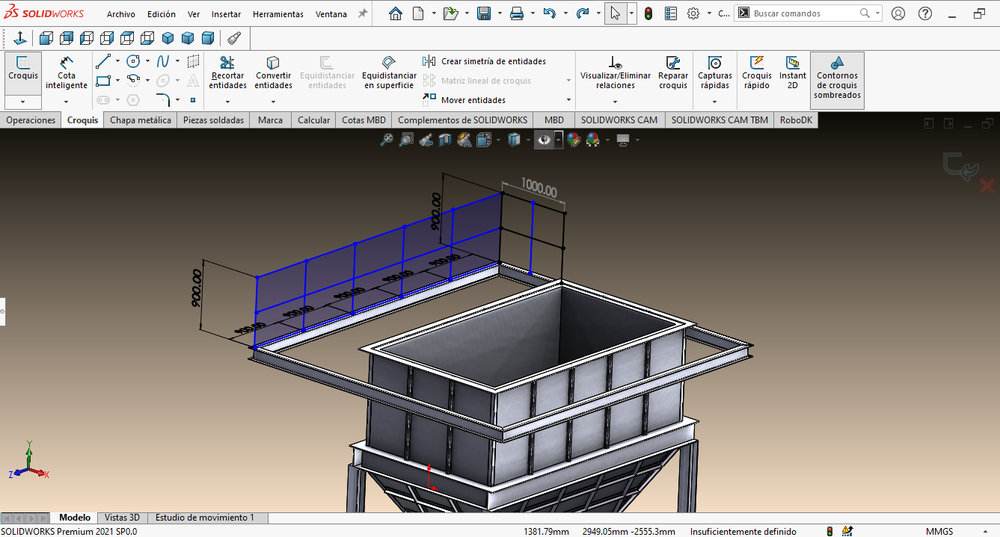 SOLIDWORKS Archivo Edición Ver Insertar Herramientas Ventana C... Buscar comandos
Croquis
Cota inteligente
Recortar entidades
Convertir entidades
Equidistanciar entidades
Equidistanciar en superficie
Crear simetría de entidades
Matriz lineal de croquis
Mover entidades
Visualizar/Eliminar relaciones
Reparar croquis
Capturas rápidas
Croquis rápido
Instant 2D
Contornos de croquis sombreados
Operaciones Croquis Chapa metálica Piezas soldadas Marca Calcular Cotas MBD Complementos de SOLIDWORKS MBD SOLIDWORKS CAM SOLIDWORKS CAM TBM RoboDK
1000.00
900.00
900.00
900.00
900.00
900.00
900.00
900.00
Y
Z X
Modelo Vistas 3D Estudio de movimiento 1
SOLIDWORKS Premium 2021 SP0.0 1381.79mm 2949.05mm -2555.3mm Insuficientemente definido MMGS